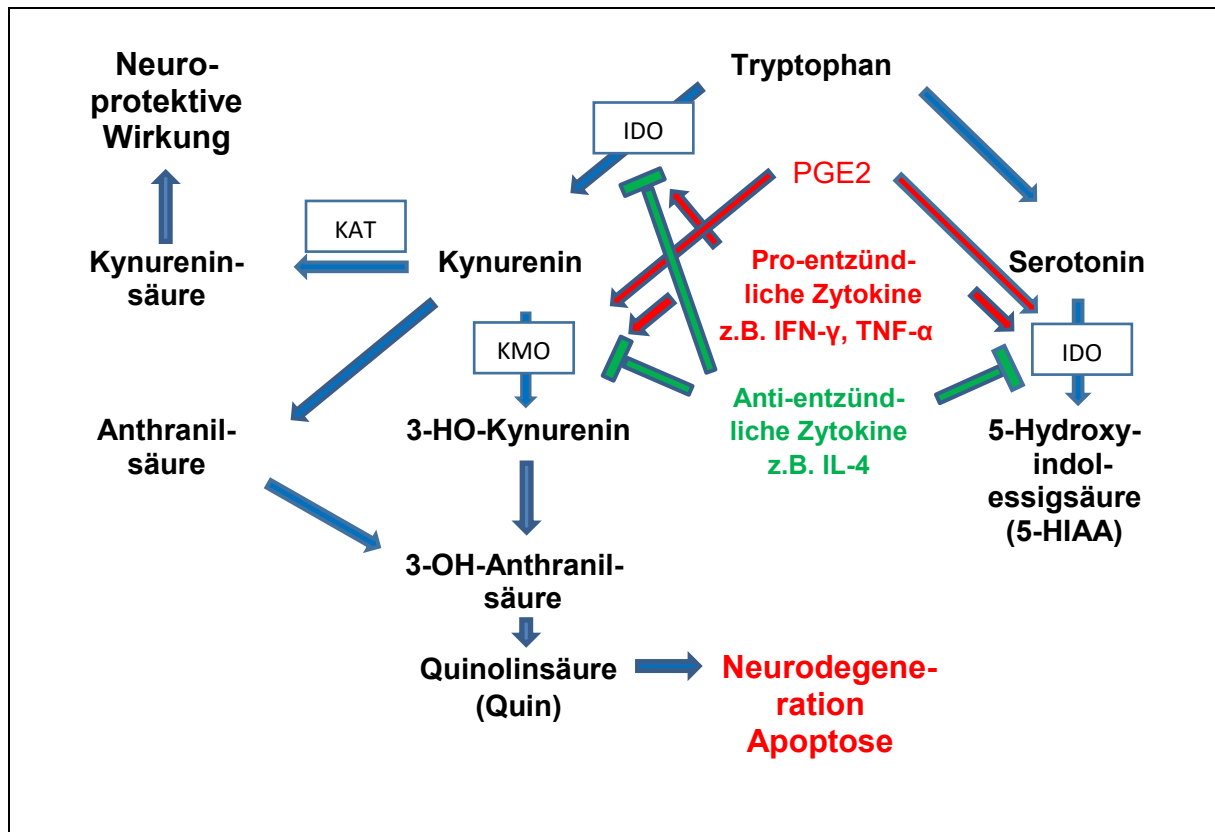 Neuro-
protektive
Wirkung
Tryptophan
IDO
PGE2
KAT
Kynurenin-
säure
Kynurenin
Pro-entzünd-
liche Zytokine
z.B. IFN-γ, TNF-α
Serotonin
KMO
IDO
Anthranil-
säure
3-HO-Kynurenin
Anti-entzünd-
liche Zytokine
z.B. IL-4
5-Hydroxy-
indol-
essigsäure
(5-HIAA)
3-OH-Anthranil-
säure
Quinolinsäure
(Quin)
Neurodegene-
ration
Apoptose